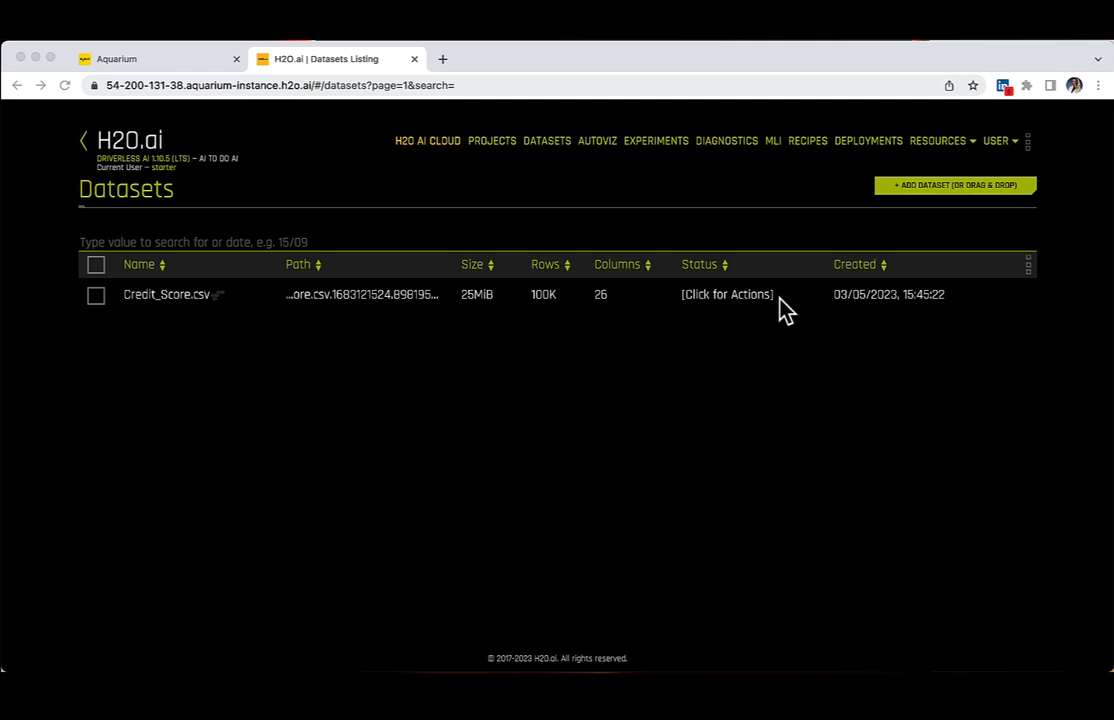 Aquarium
H2O.ai | Datasets Listing
54-200-131-38.aquarium-instance.h2o.ai/#/datasets?page=1&search=
H2O.ai
DRIVERLESS AI 1.10.5 (LTS) – AI TO DO AI
Current User – starter
H2O AI CLOUD PROJECTS DATASETS AUTOVIZ EXPERIMENTS DIAGNOSTICS MLI RECIPES DEPLOYMENTS RESOURCES USER
Datasets
+ ADD DATASET (OR DRAG & DROP)
Type value to search for or date, e.g. 15/09
Name Path Size Rows Columns Status Created
Credit_Score.csv ...ore.csv.1683121524.898195... 25MiB 100K 26 [Click for Actions] 03/05/2023, 15:45:22
© 2017-2023 H2O.ai. All rights reserved.